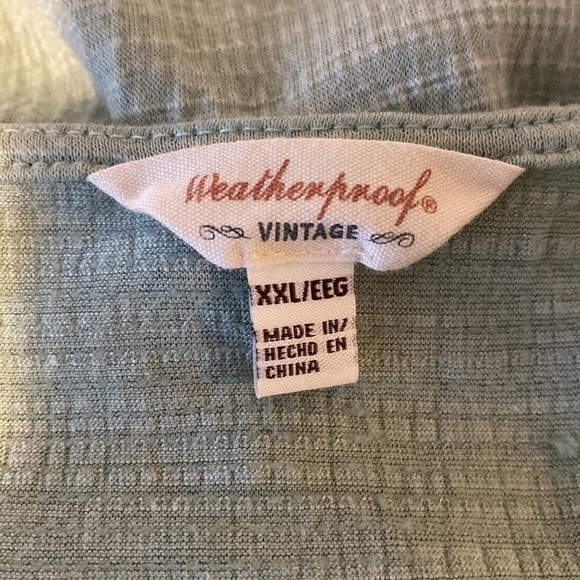 Weatherproof®
VINTAGE
XXL/EEG
MADE IN/
HECHO EN
CHINA